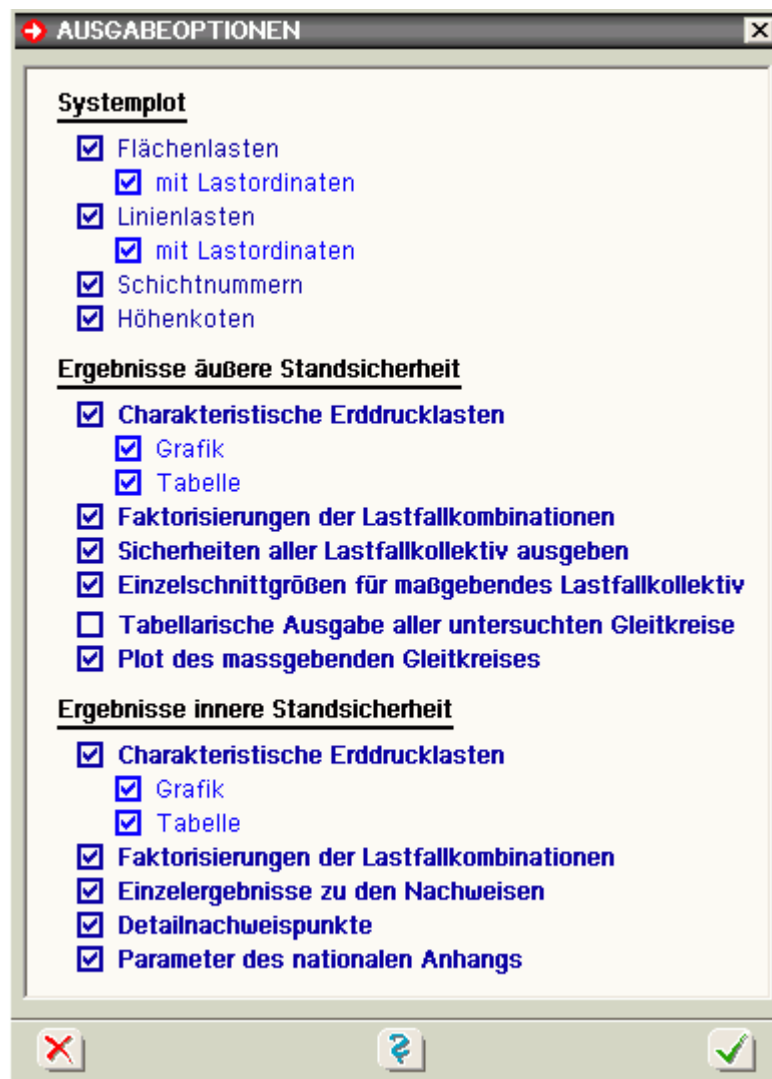 AUSGABEOPTIONEN
Systemplot
Flächenlasten
mit Lastordinaten
Linienlasten
mit Lastordinaten
Schichtnummern
Höhenkoten
Ergebnisse äußere Standsicherheit
Charakteristische Erddrucklasten
Grafik
Tabelle
Faktorisierungen der Lastfallkombinationen
Sicherheiten aller Lastfallkollektiv ausgeben
Einzelschnittgrößen für maßgebendes Lastfallkollektiv
Tabellarische Ausgabe aller untersuchten Gleitkreise
Plot des massgebenden Gleitkreises
Ergebnisse innere Standsicherheit
Charakteristische Erddrucklasten
Grafik
Tabelle
Faktorisierungen der Lastfallkombinationen
Einzelergebnisse zu den Nachweisen
Detailnachweispunkte
Parameter des nationalen Anhangs